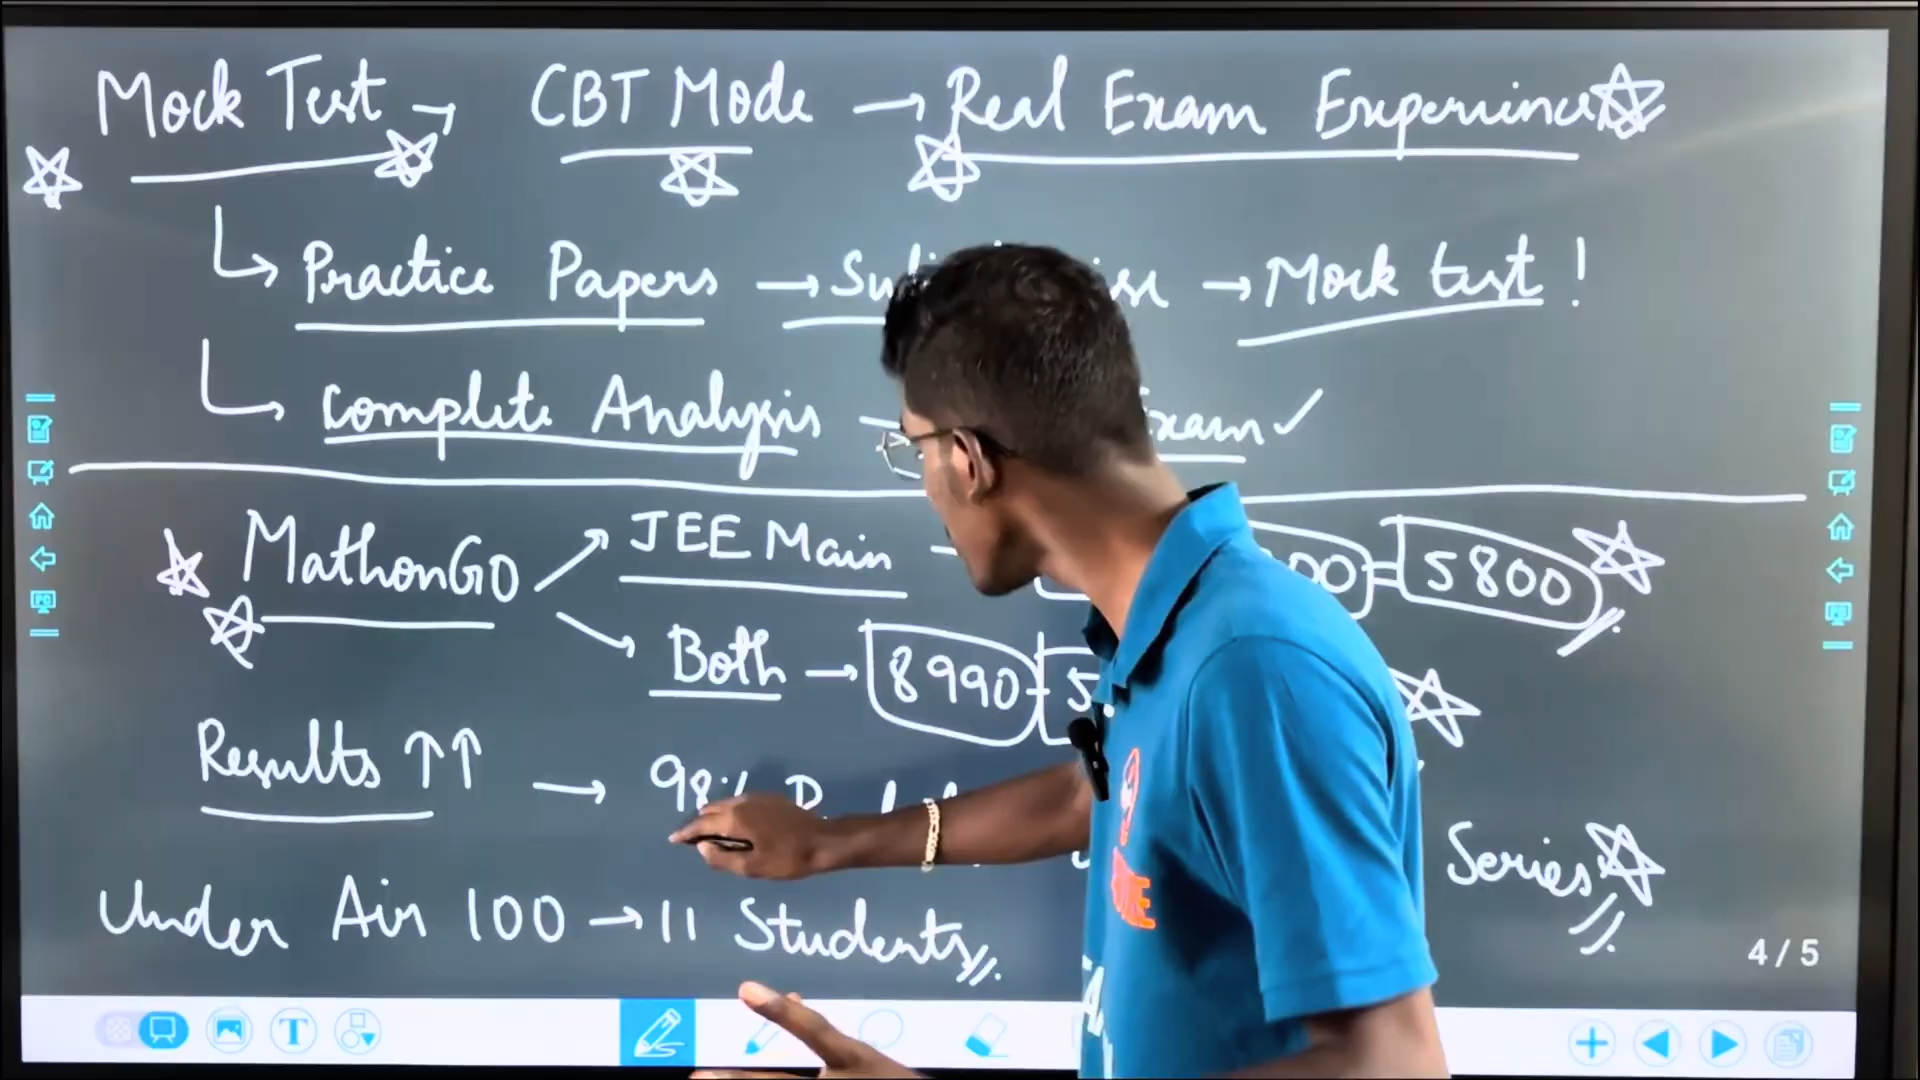 Mock Test → CBT Mode → Real Exam Experience
→ Practice Papers → → Mock test !
→ Complete Analysis Exam ✓
MathonGO → JEE Main 5800
→ Both → 8990
Results ↑↑ → 98%
Series
Under Air 100 → 11 Students
4 / 5